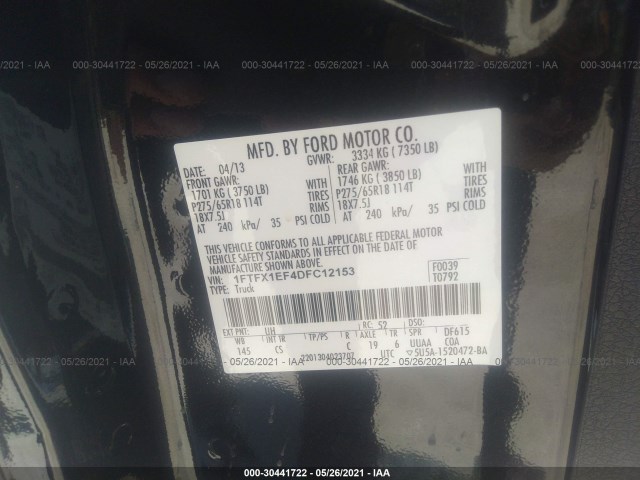 000-30441722 - 05/26/2021 - IAA 000-30441722 - 05/26/2021 - IAA 000-30441722 - 05/26/2021 - IAA
MFD. BY FORD MOTOR CO.
DATE: 04/13 GVWR: 3334 KG ( 7350 LB)
FRONT GAWR: REAR GAWR:
1701 KG ( 3750 LB) WITH 1746 KG ( 3850 LB) WITH
P275/65R18 114T TIRES P275/65R18 114T TIRES
18X7.5J RIMS 18X7.5J RIMS
AT 240 kPa/ 35 PSI COLD AT 240 kPa/ 35 PSI COLD
THIS VEHICLE CONFORMS TO ALL APPLICABLE FEDERAL MOTOR
VEHICLE SAFETY STANDARDS IN EFFECT ON THE DATE OF
MANUFACTURE SHOWN ABOVE.
VIN: 1FTFX1EF4DFC12153 F0039
TYPE: Truck T0792
EXT PNT: UH RC: 52 DSO:
WB INT TR TP/PS R AXLE TR SPR DF615
145 CS C 19 6 UUAA COA
2201304023707 UTC 5U5A-1520472-BA
05/26/2021 - IAA 000-30441722 - 05/26/2021 - IAA 000-30441722 - 05/26/2021 - IAA
000-30441722 - 05/26/2021 - IAA